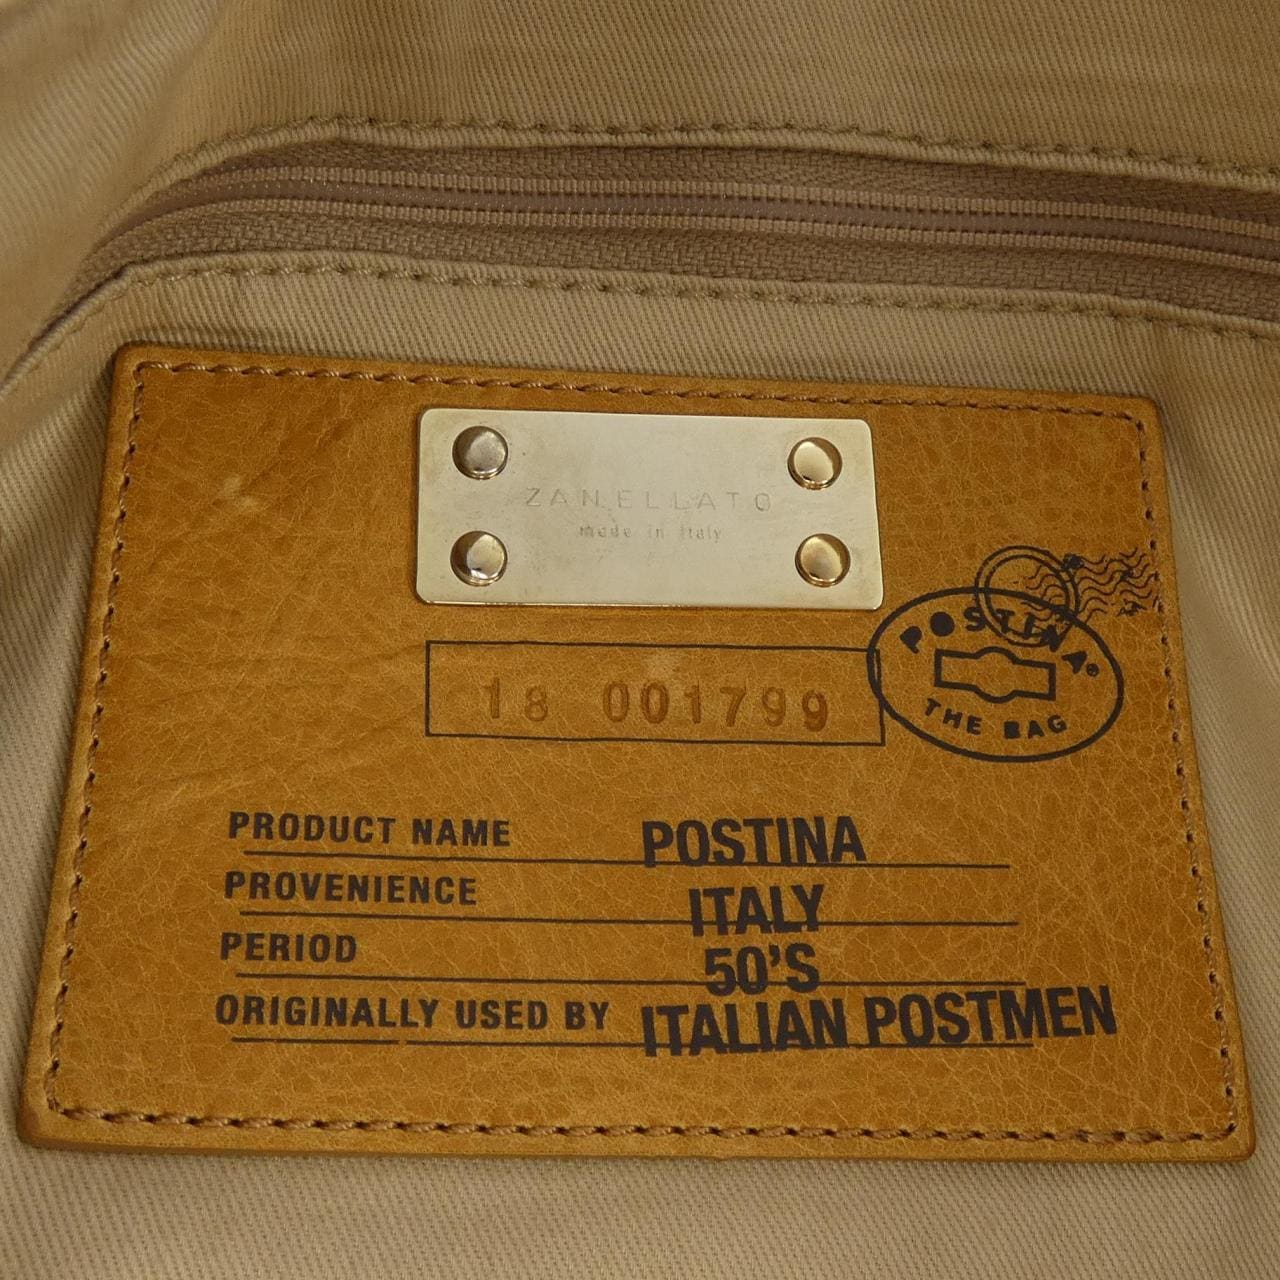 ZANELLATO
made in Italy
POSTINA®
THE BAG
18 001799
PRODUCT NAME POSTINA
PROVENIENCE ITALY
PERIOD 50'S
ORIGINALLY USED BY ITALIAN POSTMEN